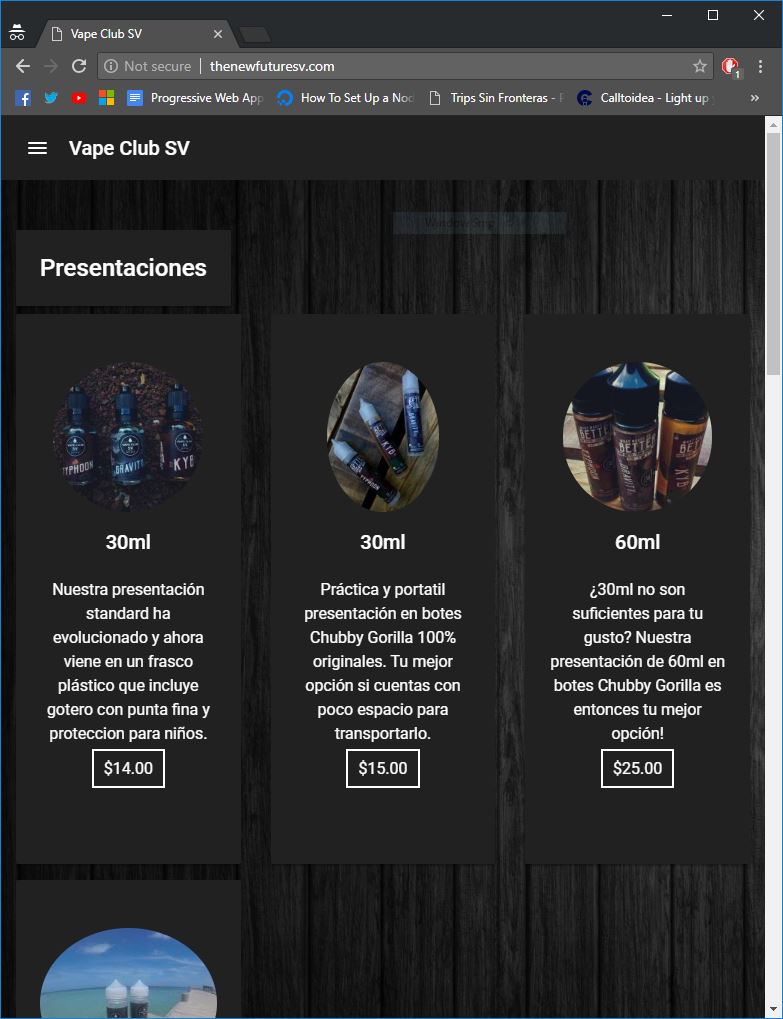 Vape Club SV
Not secure
thenewfuturesv.com
1
Progressive Web App
How To Set Up a Nod
Trips Sin Fronteras -
Calltoidea - Light up
»
Vape Club SV
Presentaciones
TYPHOON
GRAVITY
KYB
30ml
Nuestra presentación
standard ha
evolucionado y ahora
viene en un frasco
plástico que incluye
gotero con punta fina y
proteccion para niños.
$14.00
30ml
Práctica y portatil
presentación en botes
Chubby Gorilla 100%
originales. Tu mejor
opción si cuentas con
poco espacio para
transportarlo.
$15.00
BETTER
BETTER
BETTER
60ml
¿30ml no son
suficientes para tu
gusto? Nuestra
presentación de 60ml en
botes Chubby Gorilla es
entonces tu mejor
opción!
$25.00